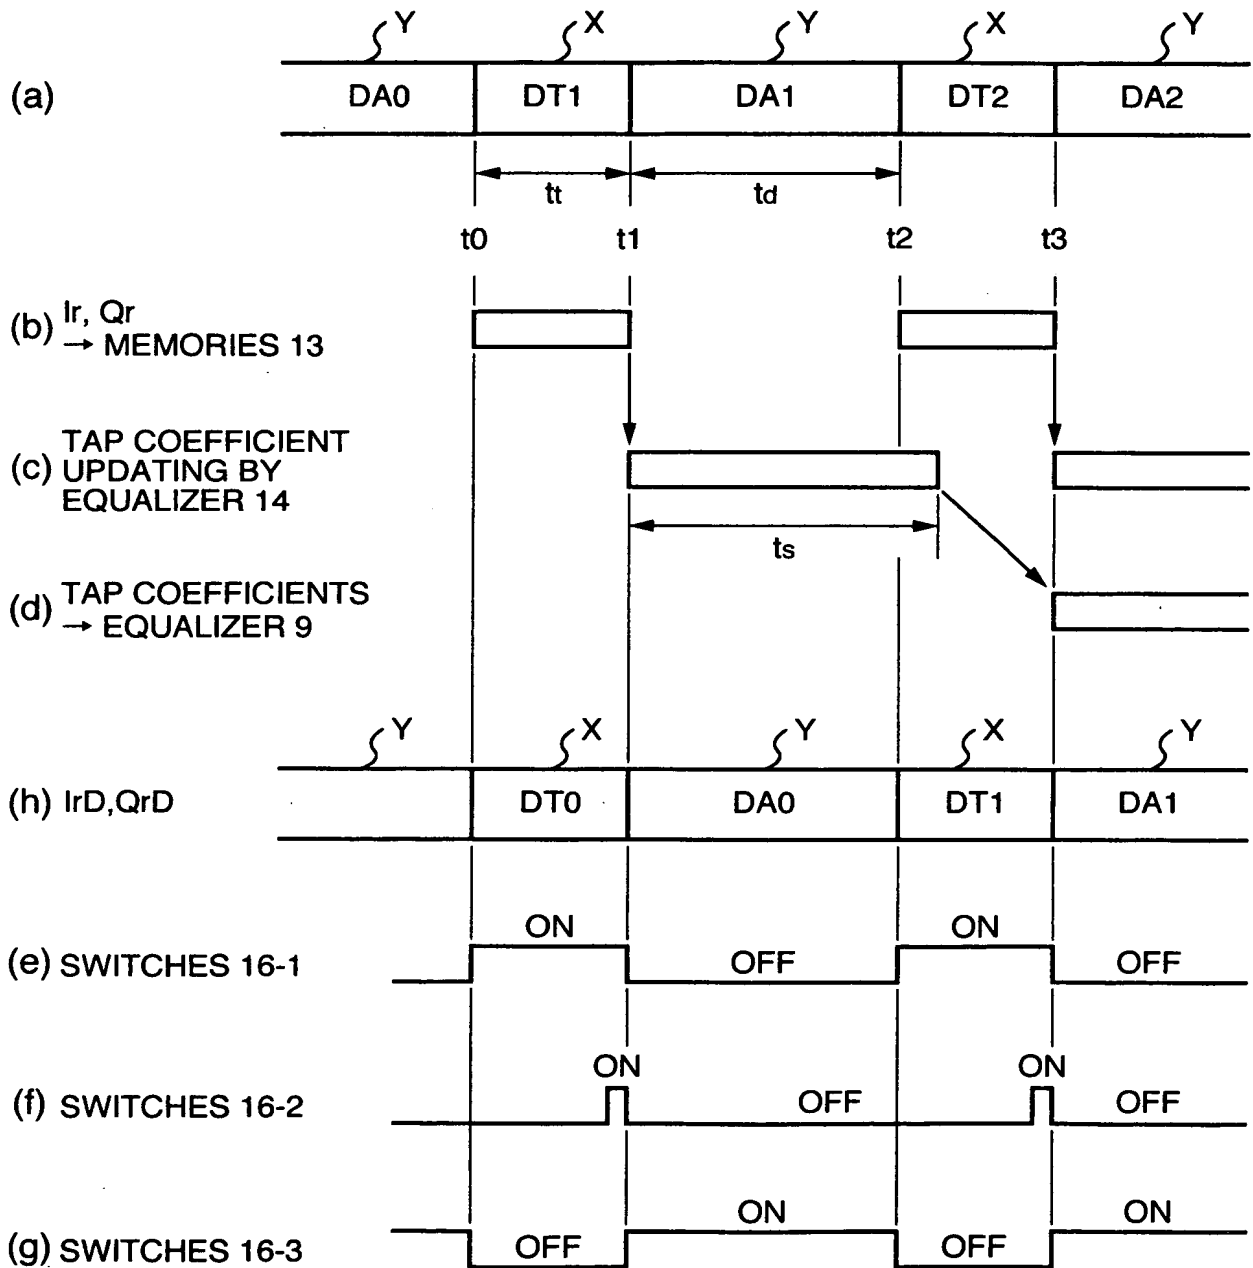 Y X Y X Y
(a) DA0 DT1 DA1 DT2 DA2
tt td
t0 t1 t2 t3
(b) Ir, Qr
→ MEMORIES 13
(c) TAP COEFFICIENT
UPDATING BY
EQUALIZER 14
ts
(d) TAP COEFFICIENTS
→ EQUALIZER 9
Y X Y X Y
(h) IrD,QrD DT0 DA0 DT1 DA1
(e) SWITCHES 16-1 ON OFF ON OFF
(f) SWITCHES 16-2 ON OFF ON OFF
(g) SWITCHES 16-3 OFF ON OFF ON